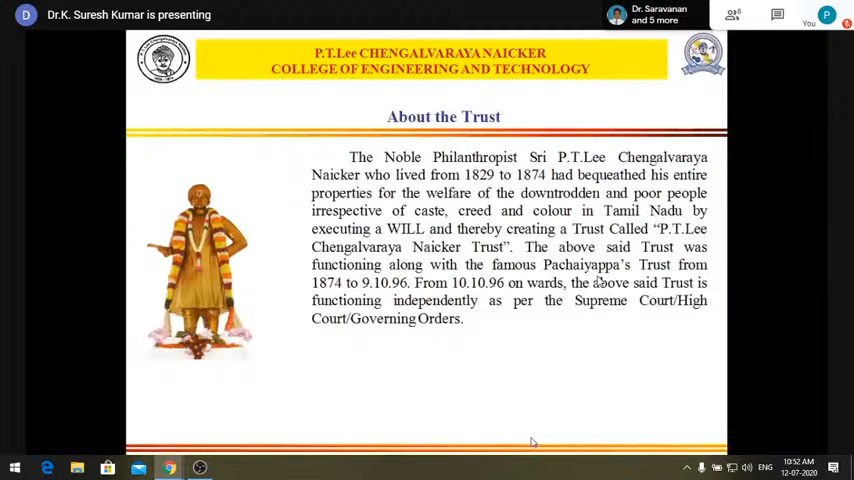 D Dr.K. Suresh Kumar is presenting
Dr. Saravanan
and 5 more
6
P
You
P.T.Lee CHENGALVARAYA NAICKER
COLLEGE OF ENGINEERING AND TECHNOLOGY
About the Trust
The Noble Philanthropist Sri P.T.Lee Chengalvaraya
Naicker who lived from 1829 to 1874 had bequeathed his entire
properties for the welfare of the downtrodden and poor people
irrespective of caste, creed and colour in Tamil Nadu by
executing a WILL and thereby creating a Trust Called “P.T.Lee
Chengalvaraya Naicker Trust”. The above said Trust was
functioning along with the famous Pachaiyappa’s Trust from
1874 to 9.10.96. From 10.10.96 on wards, the above said Trust is
functioning independently as per the Supreme Court/High
Court/Governing Orders.
ENG
10:52 AM
12-07-2020